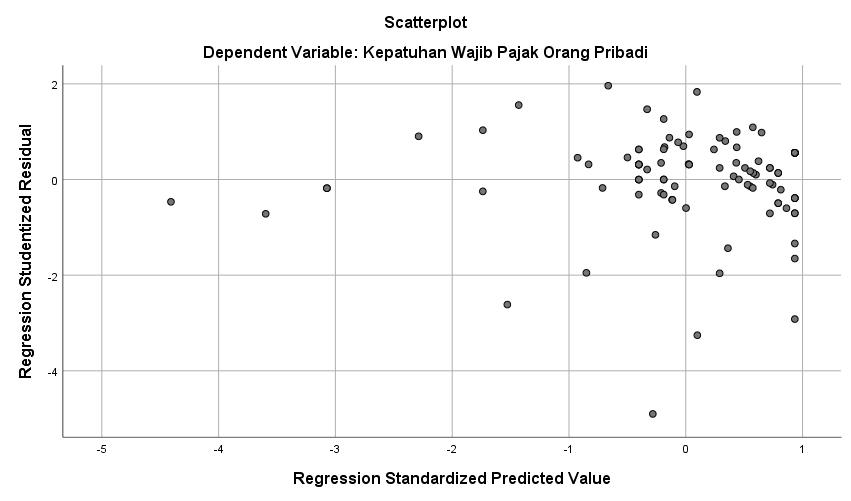 Scatterplot
Dependent Variable: Kepatuhan Wajib Pajak Orang Pribadi
Regression Studentized Residual
2
0
-2
-4
-5 -4 -3 -2 -1 0 1
Regression Standardized Predicted Value